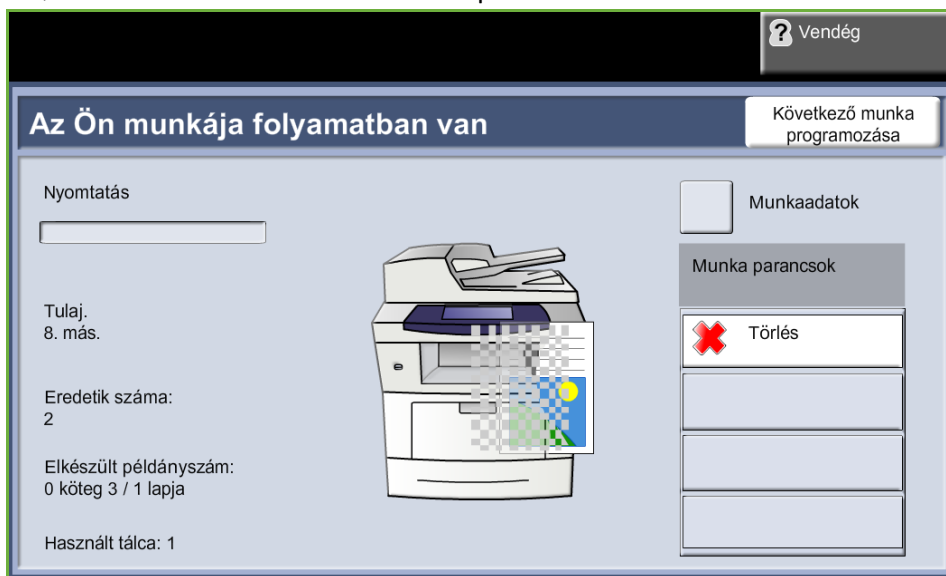 Vendég
Az Ön munkája folyamatban van
Következő munka
programozása
Nyomtatás
Munkaadatok
Munka parancsok
Tulaj.
8. más.
Törlés
Eredetik száma:
2
Elkészült példányszám:
0 köteg 3 / 1 lapja
Használt tálca: 1